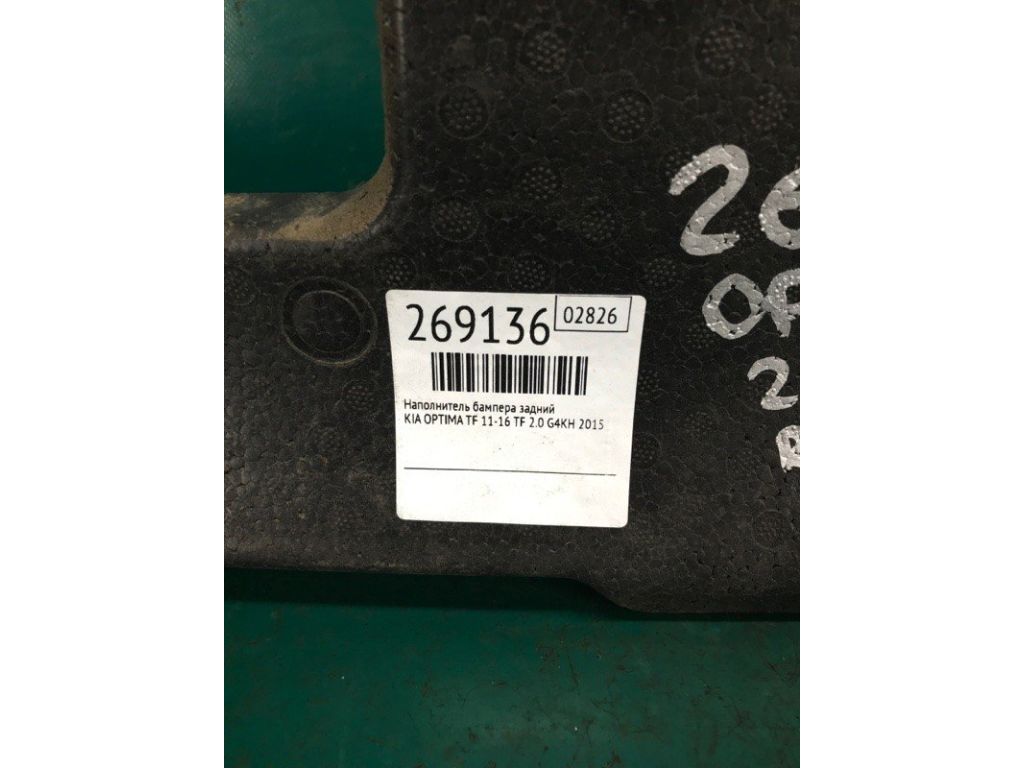 269136 02826
Наполнитель бампера задний
KIA OPTIMA TF 11-16 TF 2.0 G4KH 2015
26
OP
2